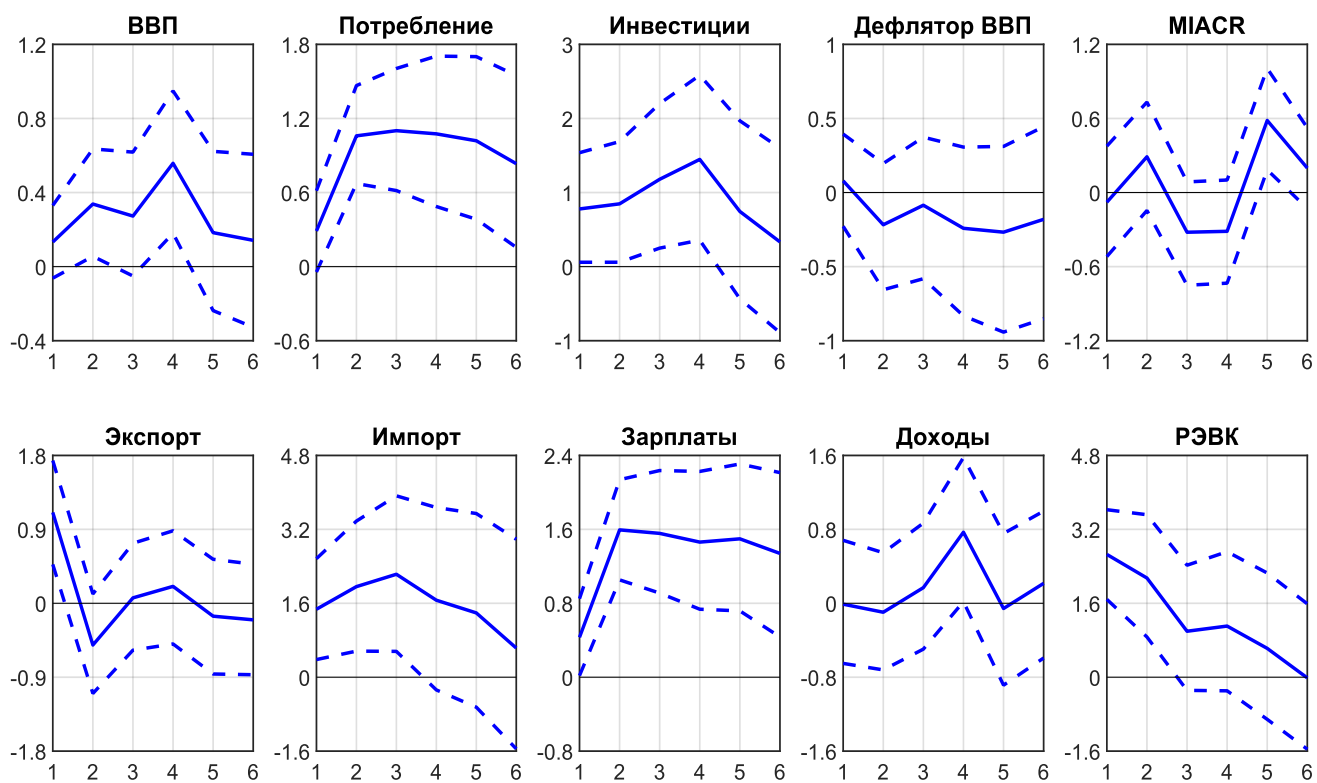 ВВП Потребление Инвестиции Дефлятор ВВП MIACR
1.2 1.8 3 1 1.2
0.8 1.2 2 0.5 0.6
0.4 0.6 1 0 0
0 0 0 -0.5 -0.6
-0.4 -0.6 -1 -1 -1.2
1 2 3 4 5 6 1 2 3 4 5 6 1 2 3 4 5 6 1 2 3 4 5 6 1 2 3 4 5 6
Экспорт Импорт Зарплаты Доходы РЭВК
1.8 4.8 2.4 1.6 4.8
0.9 3.2 1.6 0.8 3.2
0 1.6 0.8 0 1.6
-0.9 0 0 -0.8 0
-1.8 -1.6 -0.8 -1.6 -1.6
1 2 3 4 5 6 1 2 3 4 5 6 1 2 3 4 5 6 1 2 3 4 5 6 1 2 3 4 5 6